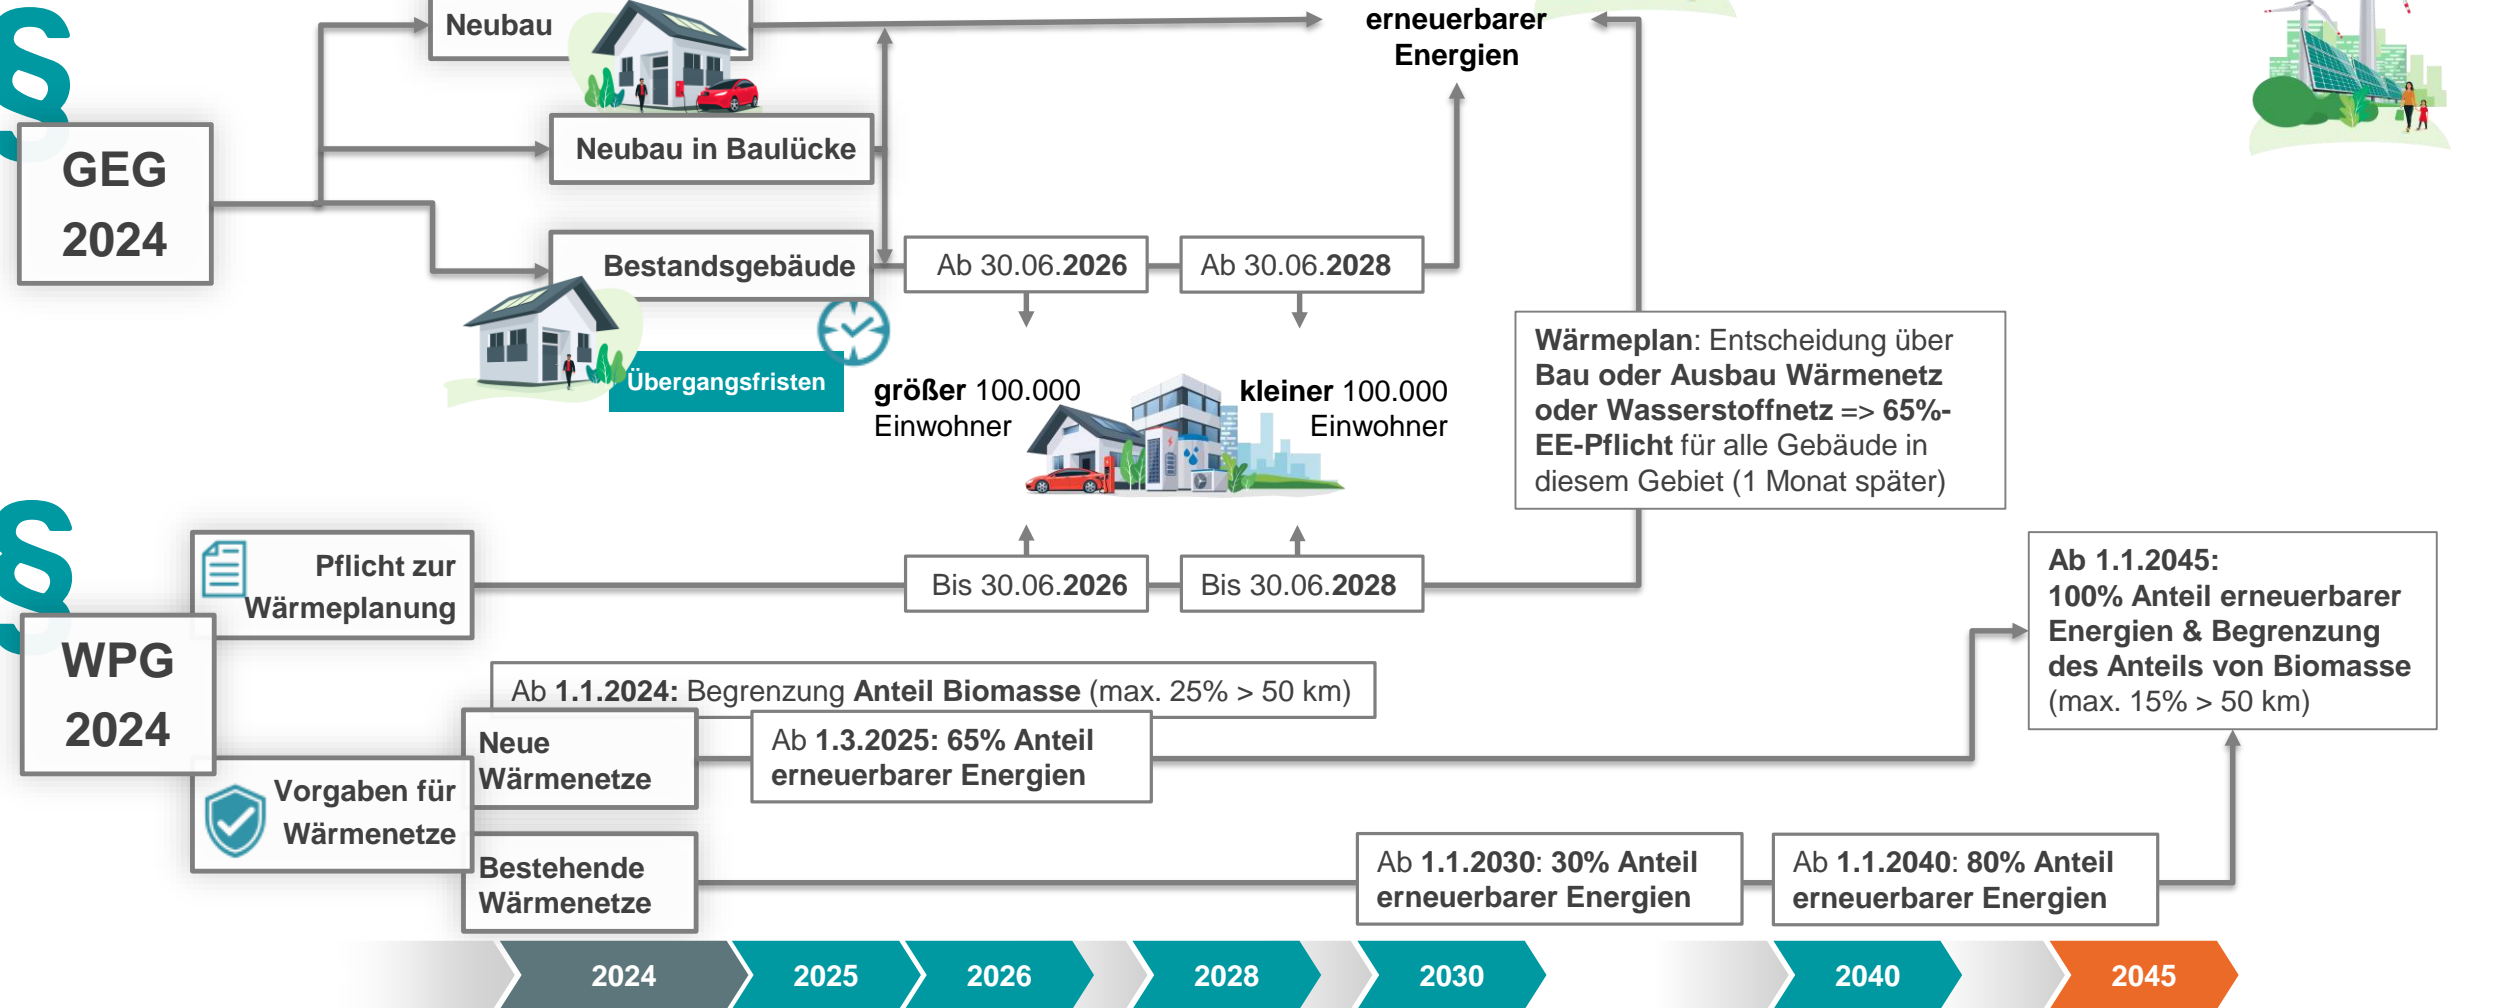 §
Neubau
erneuerbarer
Energien
GEG
2024
Neubau in Baulücke
Bestandsgebäude
Ab 30.06.2026
Ab 30.06.2028
Übergangsfristen
größer 100.000
Einwohner
kleiner 100.000
Einwohner
Wärmeplan: Entscheidung über
Bau oder Ausbau Wärmenetz
oder Wasserstoffnetz => 65%-
EE-Pflicht für alle Gebäude in
diesem Gebiet (1 Monat später)
§
WPG
2024
Pflicht zur
Wärmeplanung
Bis 30.06.2026
Bis 30.06.2028
Ab 1.1.2045:
100% Anteil erneuerbarer
Energien & Begrenzung
des Anteils von Biomasse
(max. 15% > 50 km)
Ab 1.1.2024: Begrenzung Anteil Biomasse (max. 25% > 50 km)
Vorgaben für
Wärmenetze
Neue
Wärmenetze
Ab 1.3.2025: 65% Anteil
erneuerbarer Energien
Bestehende
Wärmenetze
Ab 1.1.2030: 30% Anteil
erneuerbarer Energien
Ab 1.1.2040: 80% Anteil
erneuerbarer Energien
2024
2025
2026
2028
2030
2040
2045